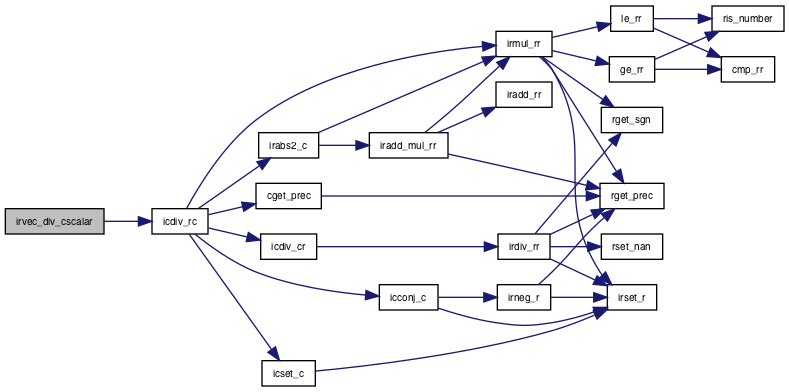 irvec_div_cscalar
icdiv_rc
irabs2_c
cget_prec
icdiv_cr
icconj_c
icset_c
iradd_mul_rr
irmul_rr
iradd_rr
irdiv_rr
irneg_r
le_rr
ge_rr
rget_sgn
rget_prec
rset_nan
irset_r
ris_number
cmp_rr